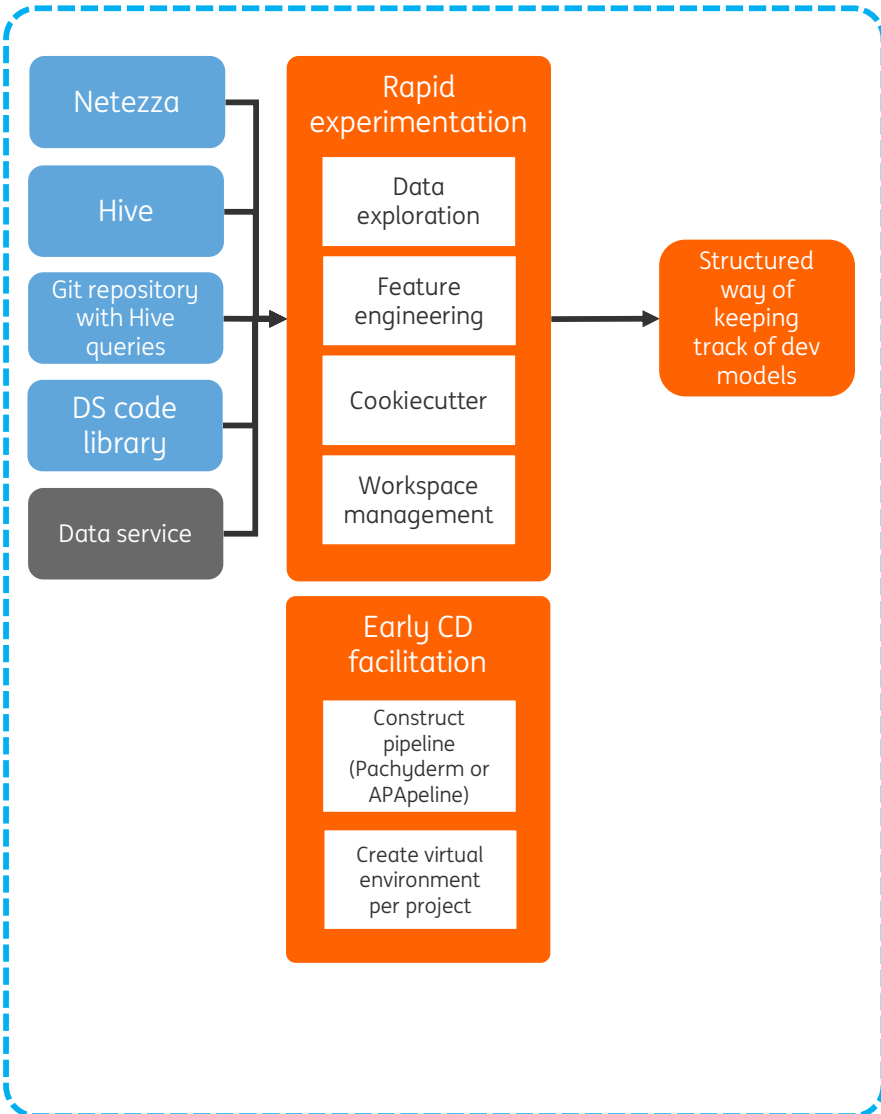 Netezza
Hive
Git repository
with Hive
queries
DS code
library
Data service
Rapid
experimentation
Data
exploration
Feature
engineering
Cookiecutter
Workspace
management
Structured
way of
keeping
track of dev
models
Early CD
facilitation
Construct
pipeline
(Pachyderm or
APApeline)
Create virtual
environment
per project